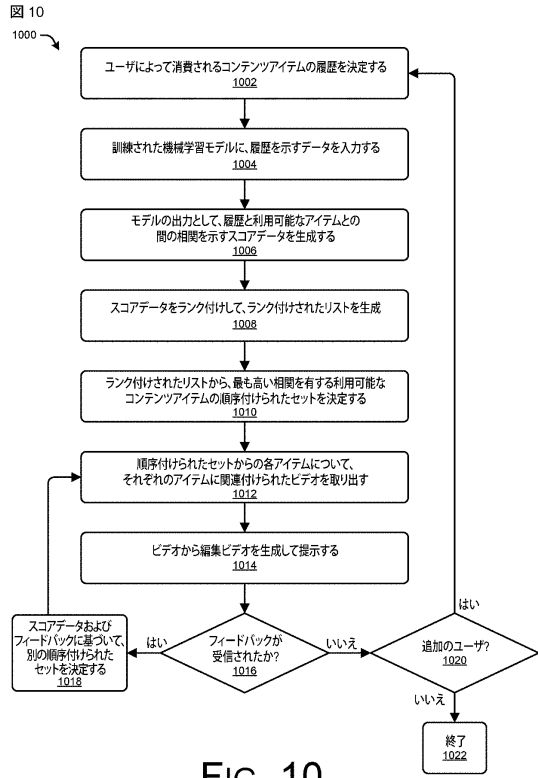 図 10
1000
ユーザによって消費されるコンテンツアイテムの履歴を決定する
1002
訓練された機械学習モデルに、履歴を示すデータを入力する
1004
モデルの出力として、履歴と利用可能なアイテムとの
間の相関を示すスコアデータを生成する
1006
スコアデータをランク付けして、ランク付けされたリストを生成
1008
ランク付けされたリストから、最も高い相関を有する利用可能な
コンテンツアイテムの順序付けられたセットを決定する
1010
順序付けられたセットからの各アイテムについて、
それぞれのアイテムに関連付けられたビデオを取り出す
1012
ビデオから編集ビデオを生成して提示する
1014
スコアデータおよび
フィードバックに基づいて、
別の順序付けられた
セットを決定する
1018
はい
フィードバックが
受信されたか?
1016
いいえ
追加のユーザ?
1020
はい
いいえ
終了
1022
FIG. 10